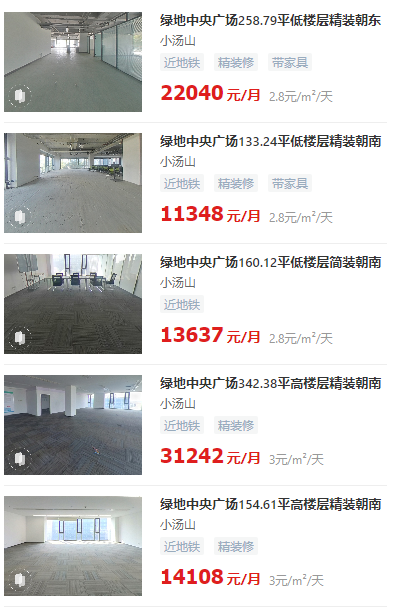 绿地中央广场258.79平低楼层精装朝东
小汤山
近地铁 精装修 带家具
22040元/月 2.8元/m²/天
绿地中央广场133.24平低楼层精装朝南
小汤山
近地铁 精装修 带家具
11348元/月 2.8元/m²/天
绿地中央广场160.12平低楼层简装朝南
小汤山
近地铁
13637元/月 2.8元/m²/天
绿地中央广场342.38平高楼层精装朝南
小汤山
近地铁 精装修
31242元/月 3元/m²/天
绿地中央广场154.61平高楼层精装朝南
小汤山
近地铁 精装修
14108元/月 3元/m²/天